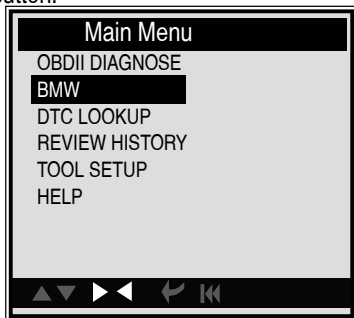 Main Menu
OBDII DIAGNOSE
BMW
DTC LOOKUP
REVIEW HISTORY
TOOL SETUP
HELP